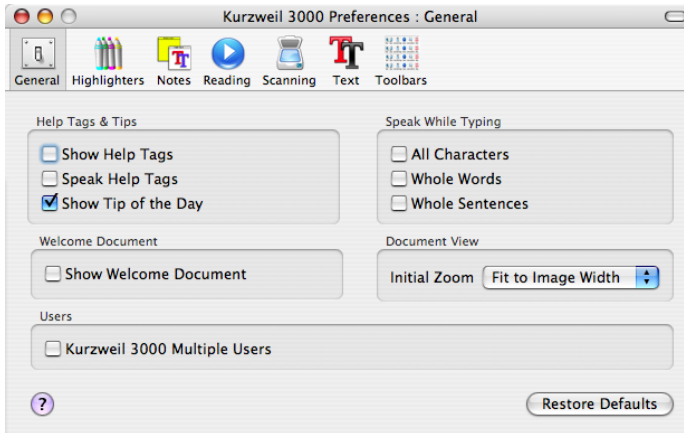 Kurzweil 3000 Preferences : General
General Highlighters Notes Reading Scanning Text Toolbars
Help Tags & Tips
Show Help Tags
Speak Help Tags
Show Tip of the Day
Speak While Typing
All Characters
Whole Words
Whole Sentences
Welcome Document
Show Welcome Document
Document View
Initial Zoom Fit to Image Width
Users
Kurzweil 3000 Multiple Users
? Restore Defaults